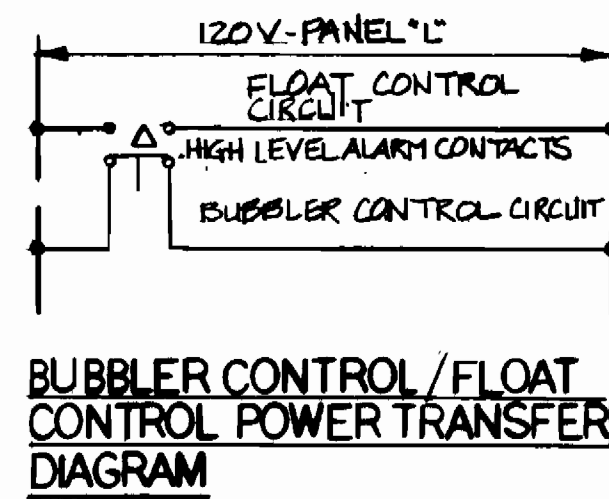 120V-PANEL "L"
FLOAT CONTROL
CIRCUIT
HIGH LEVEL ALARM CONTACTS
BUBBLER CONTROL CIRCUIT
BUBBLER CONTROL/FLOAT
CONTROL POWER TRANSFER
DIAGRAM